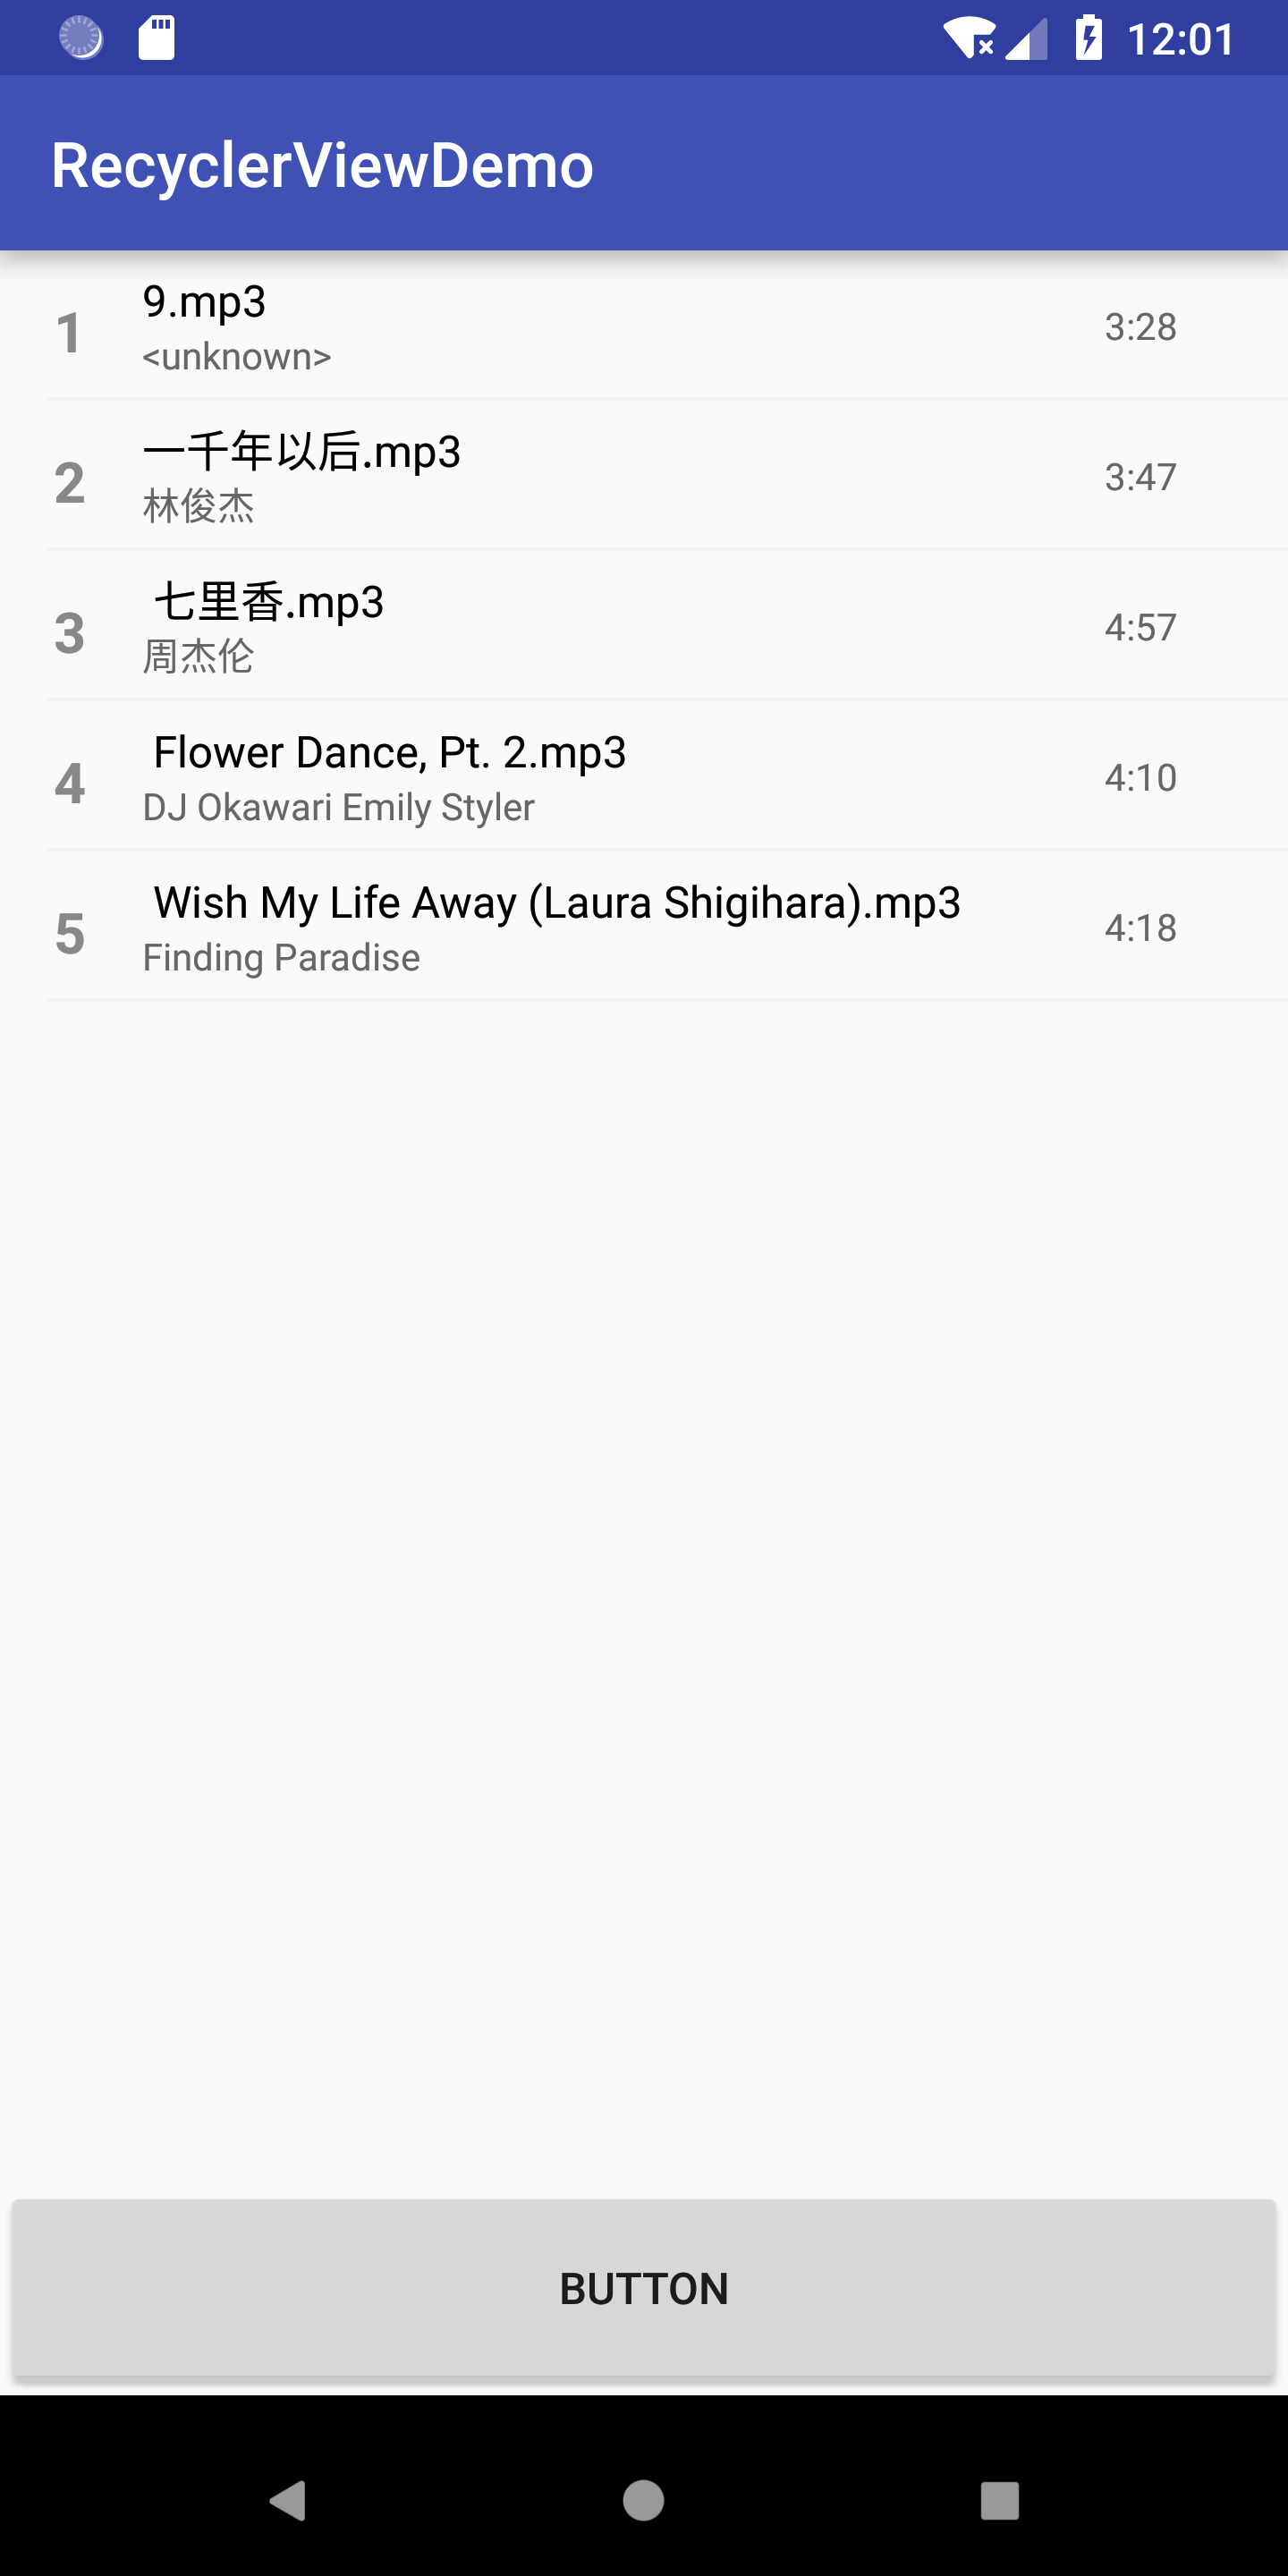 12:01
RecyclerViewDemo
1
9.mp3
<unknown>
3:28
2
一千年以后.mp3
林俊杰
3:47
3
七里香.mp3
周杰伦
4:57
4
Flower Dance, Pt. 2.mp3
DJ Okawari Emily Styler
4:10
5
Wish My Life Away (Laura Shigihara).mp3
Finding Paradise
4:18
BUTTON